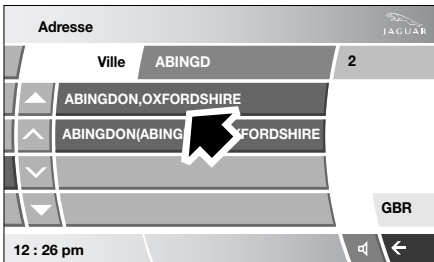 Adresse
JAGUAR
Ville ABINGD 2
ABINGDON,OXFORDSHIRE
ABINGDON(ABING FORDSHIRE
GBR
12 : 26 pm